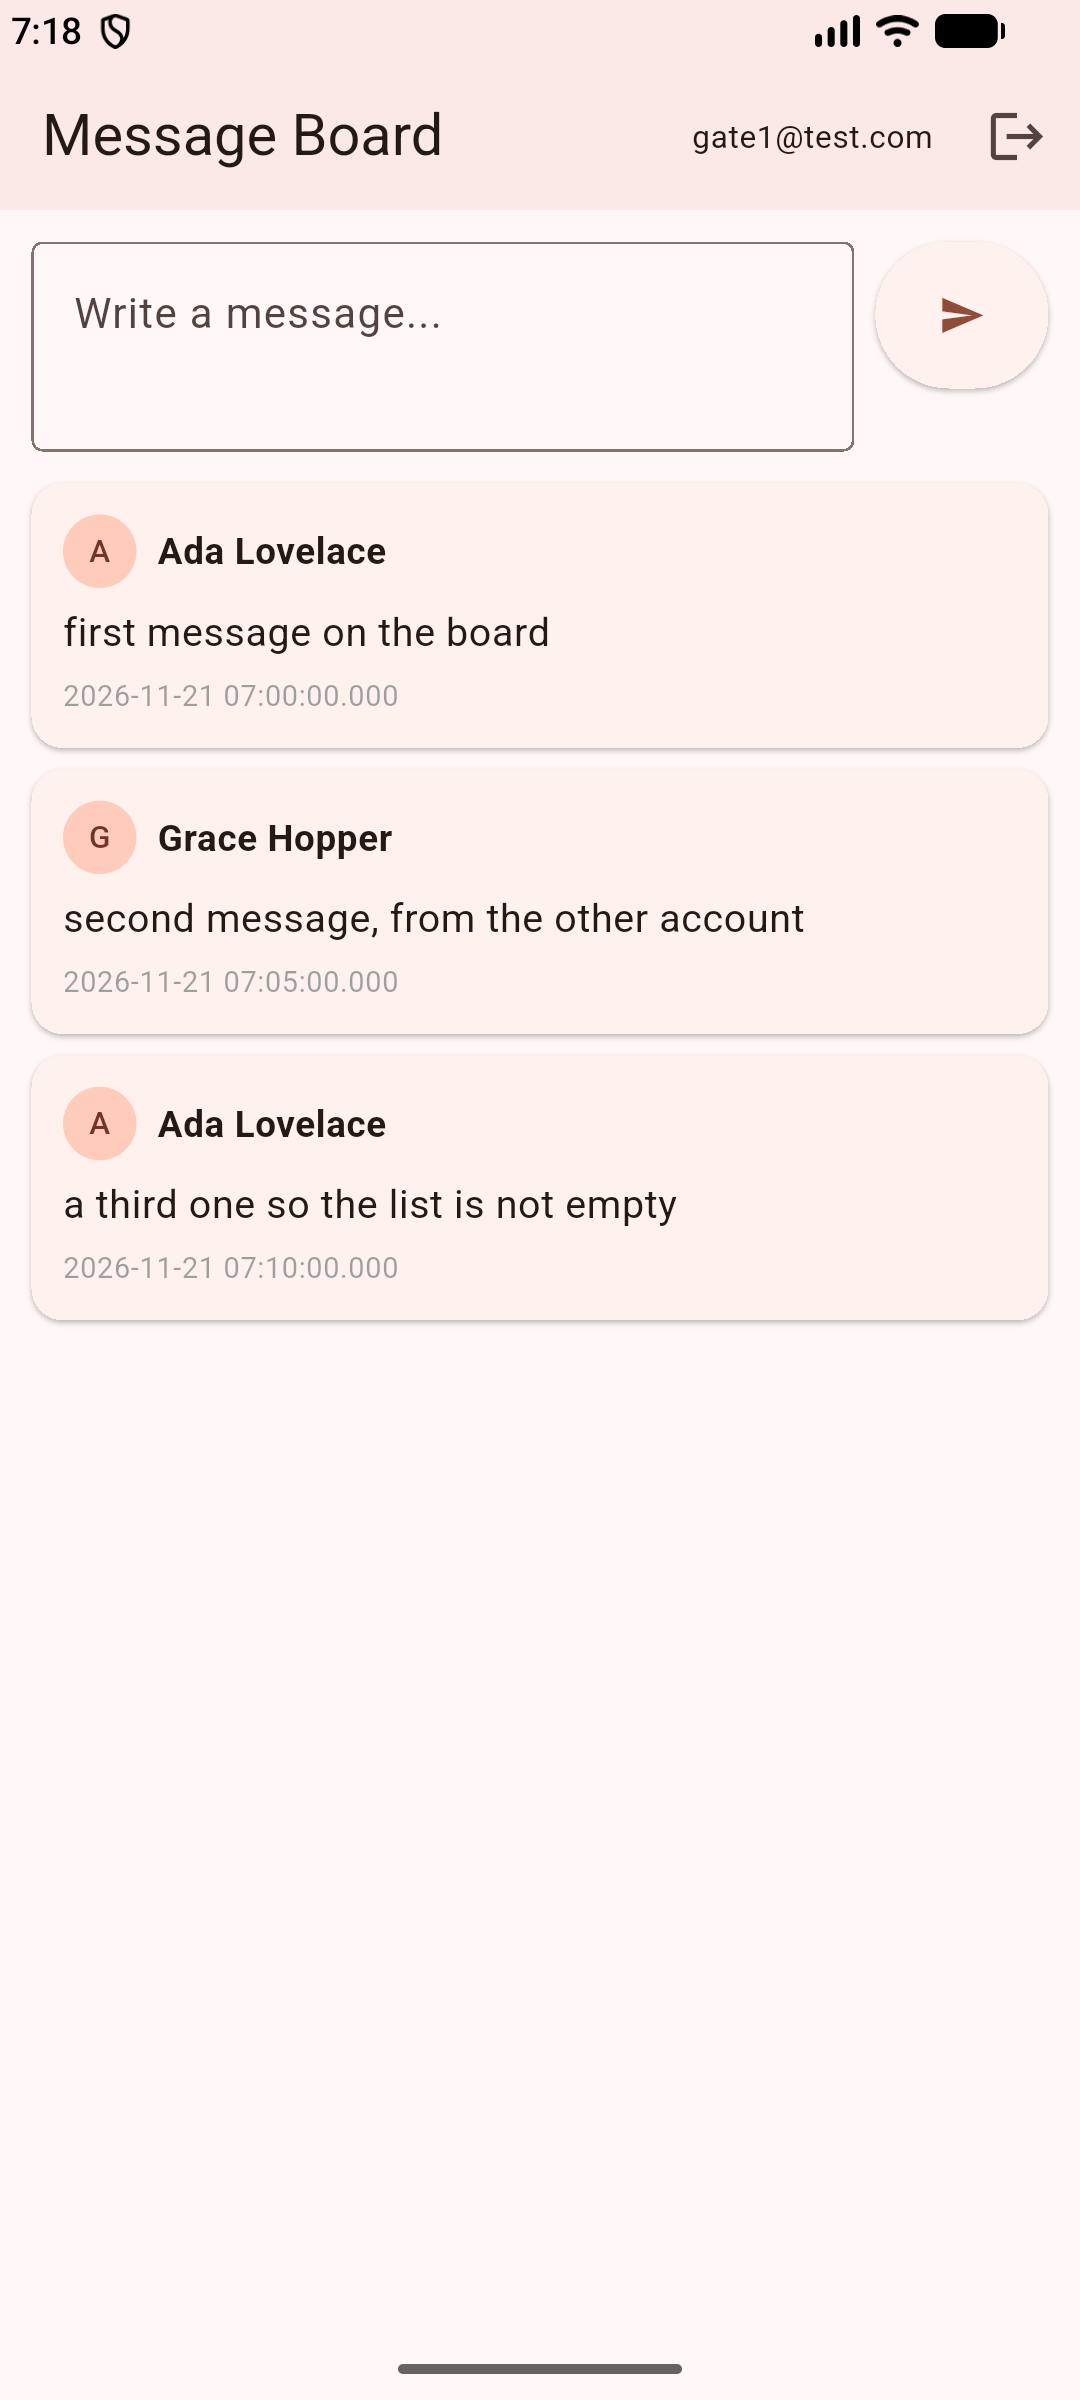 7:18
Message Board
gate1@test.com
Write a message...
A
Ada Lovelace
first message on the board
2026-11-21 07:00:00.000
G
Grace Hopper
second message, from the other account
2026-11-21 07:05:00.000
A
Ada Lovelace
a third one so the list is not empty
2026-11-21 07:10:00.000